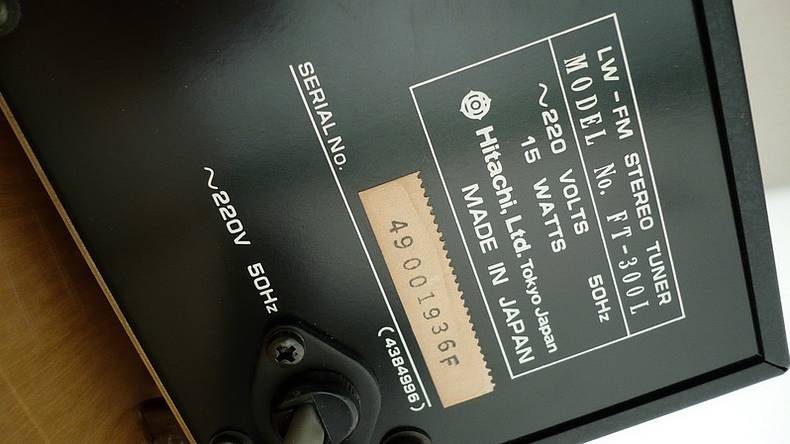 LW-FM STEREO TUNER
MODEL No. FT-300L
~220 VOLTS 50Hz
15 WATTS
Hitachi, Ltd. Tokyo Japan
MADE IN JAPAN
49001936F
SERIAL No. (4384996)
~220V 50Hz